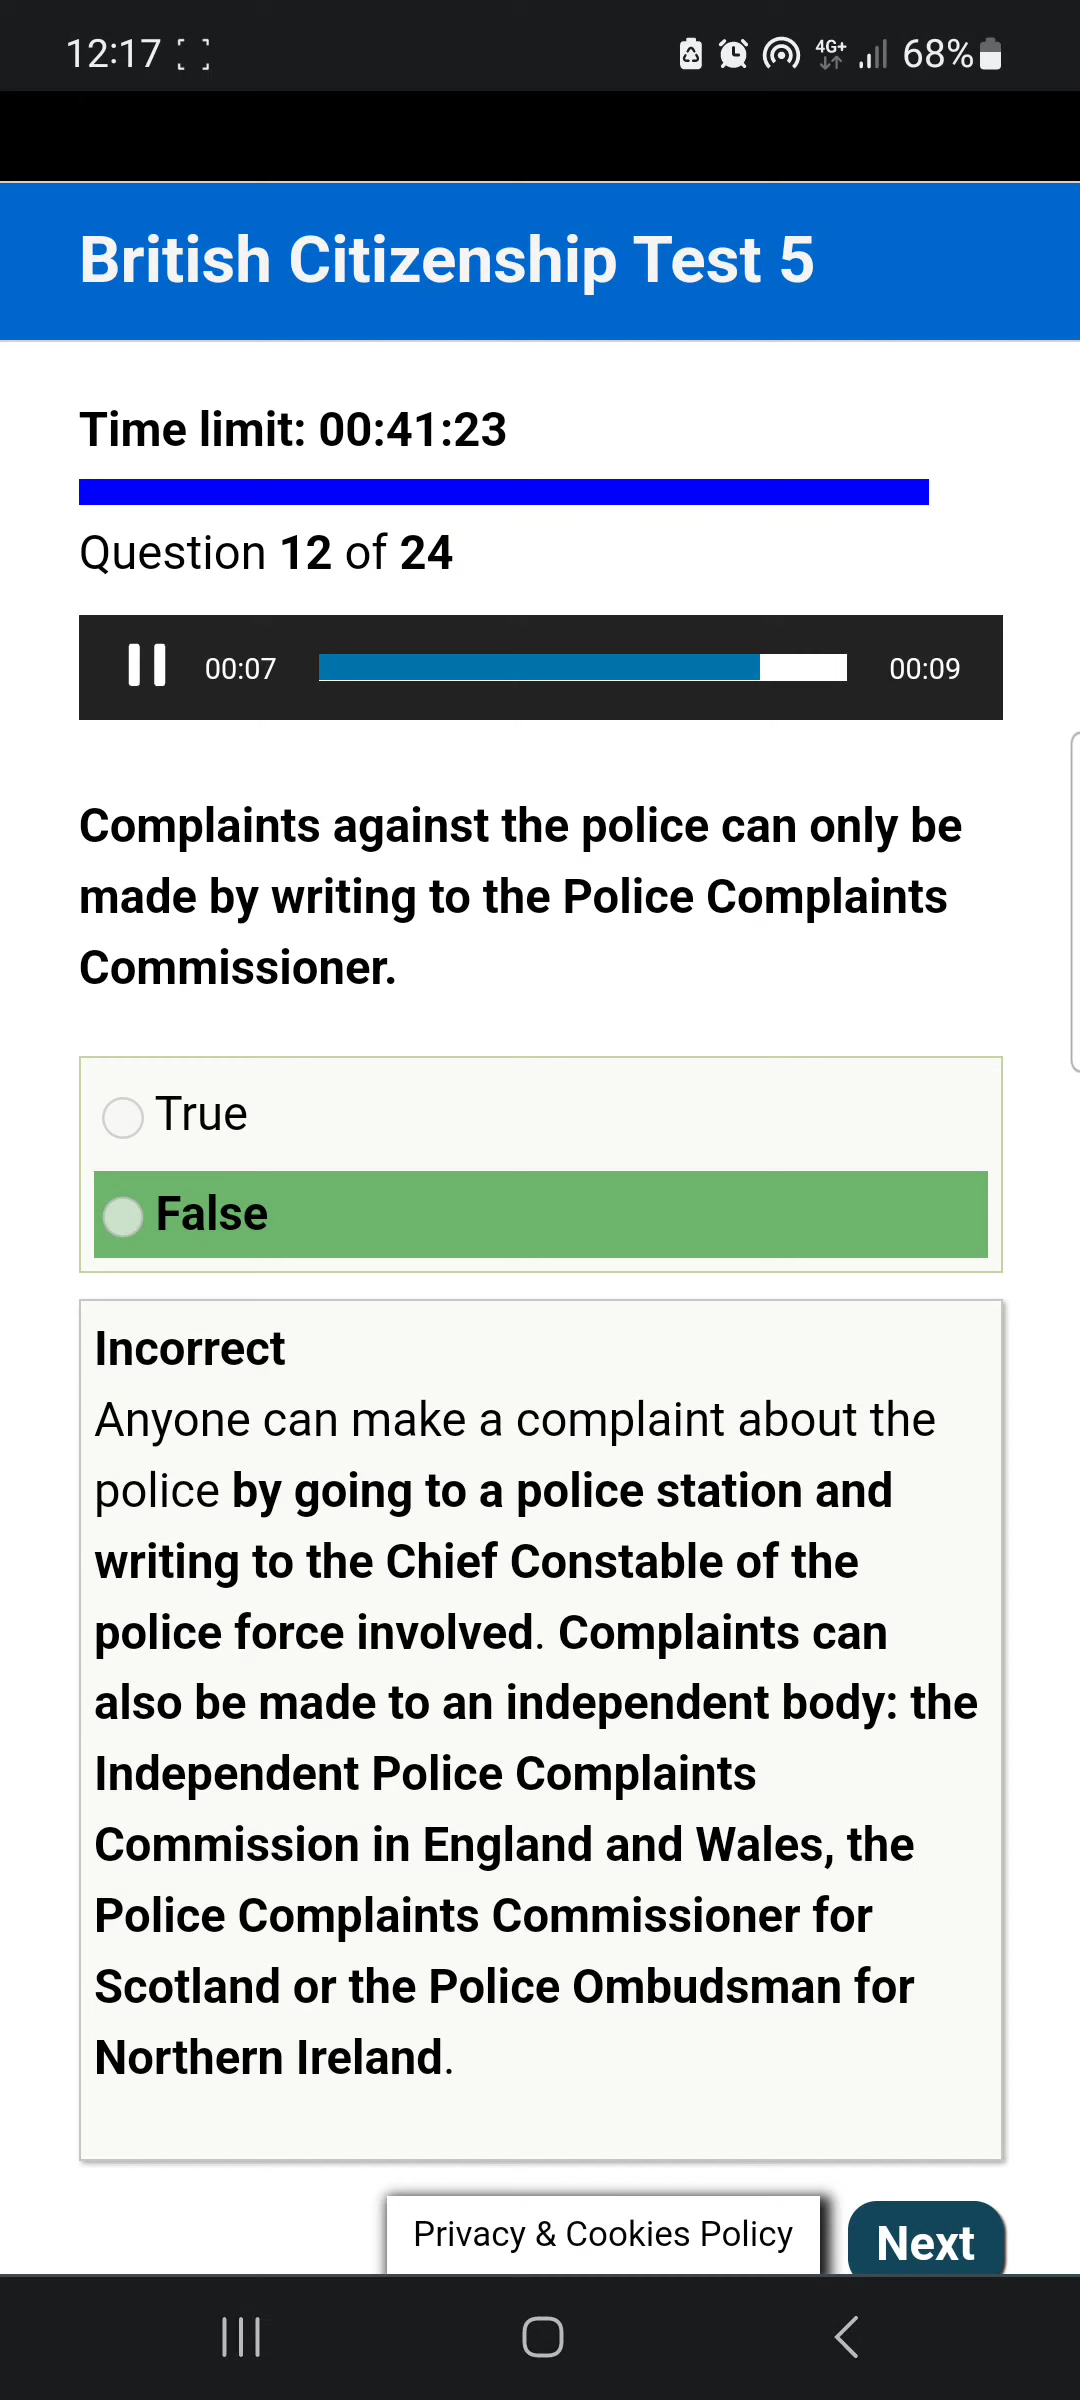 12:17
4G+ 68%
British Citizenship Test 5
Time limit: 00:41:23
Question 12 of 24
00:07 00:09
Complaints against the police can only be
made by writing to the Police Complaints
Commissioner.
True
False
Incorrect
Anyone can make a complaint about the
police by going to a police station and
writing to the Chief Constable of the
police force involved. Complaints can
also be made to an independent body: the
Independent Police Complaints
Commission in England and Wales, the
Police Complaints Commissioner for
Scotland or the Police Ombudsman for
Northern Ireland.
Privacy & Cookies Policy
Next